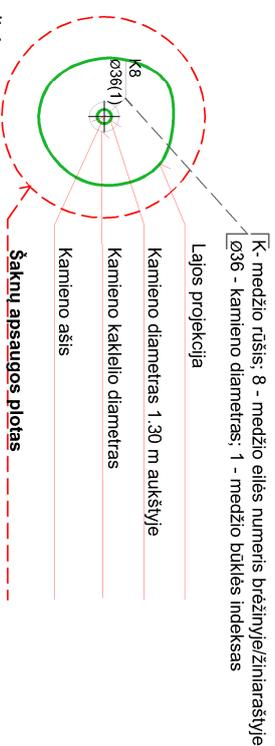 K- medžio rūšis; 8 - medžio eilės numeris brėžinyje/žiniaraštyje
ø36 - kamieno diametras; 1 - medžio būklės indeksas
K8
ø36(1)
Lajos projekcija
Kamieno diametras 1.30 m aukštyje
Kamieno kaklelio diametras
Kamieno ašis
Šaknų apsaugos plotas